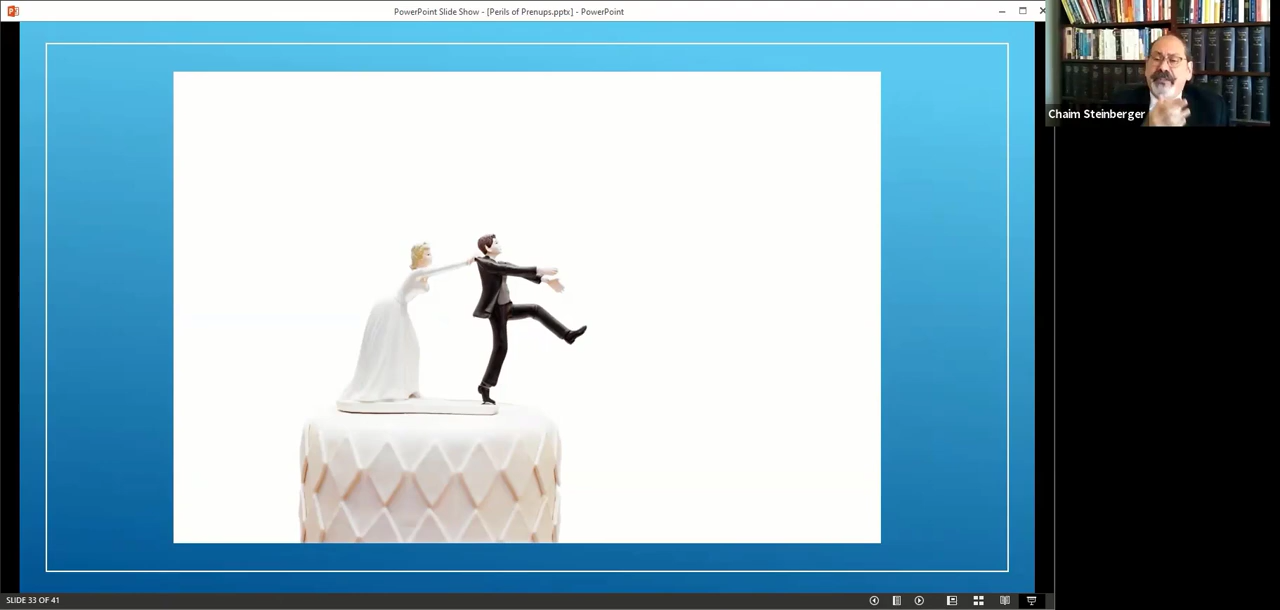 PowerPoint Slide Show - [Perils of Prenups.pptx] - PowerPoint
Chaim Steinberger
SLIDE 33 OF 41